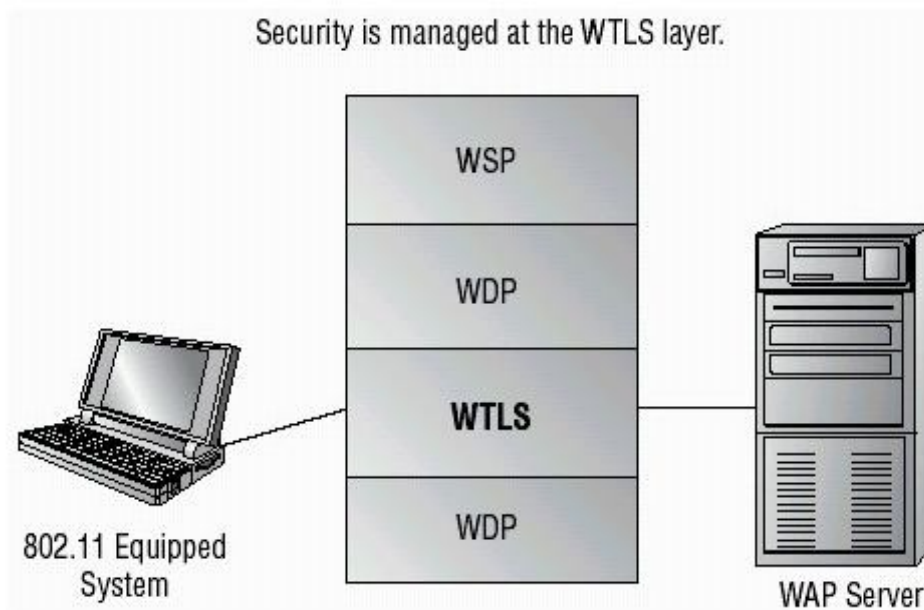 Security is managed at the WTLS layer.
WSP
WDP
WTLS
WDP
802.11 Equipped
System
WAP Server